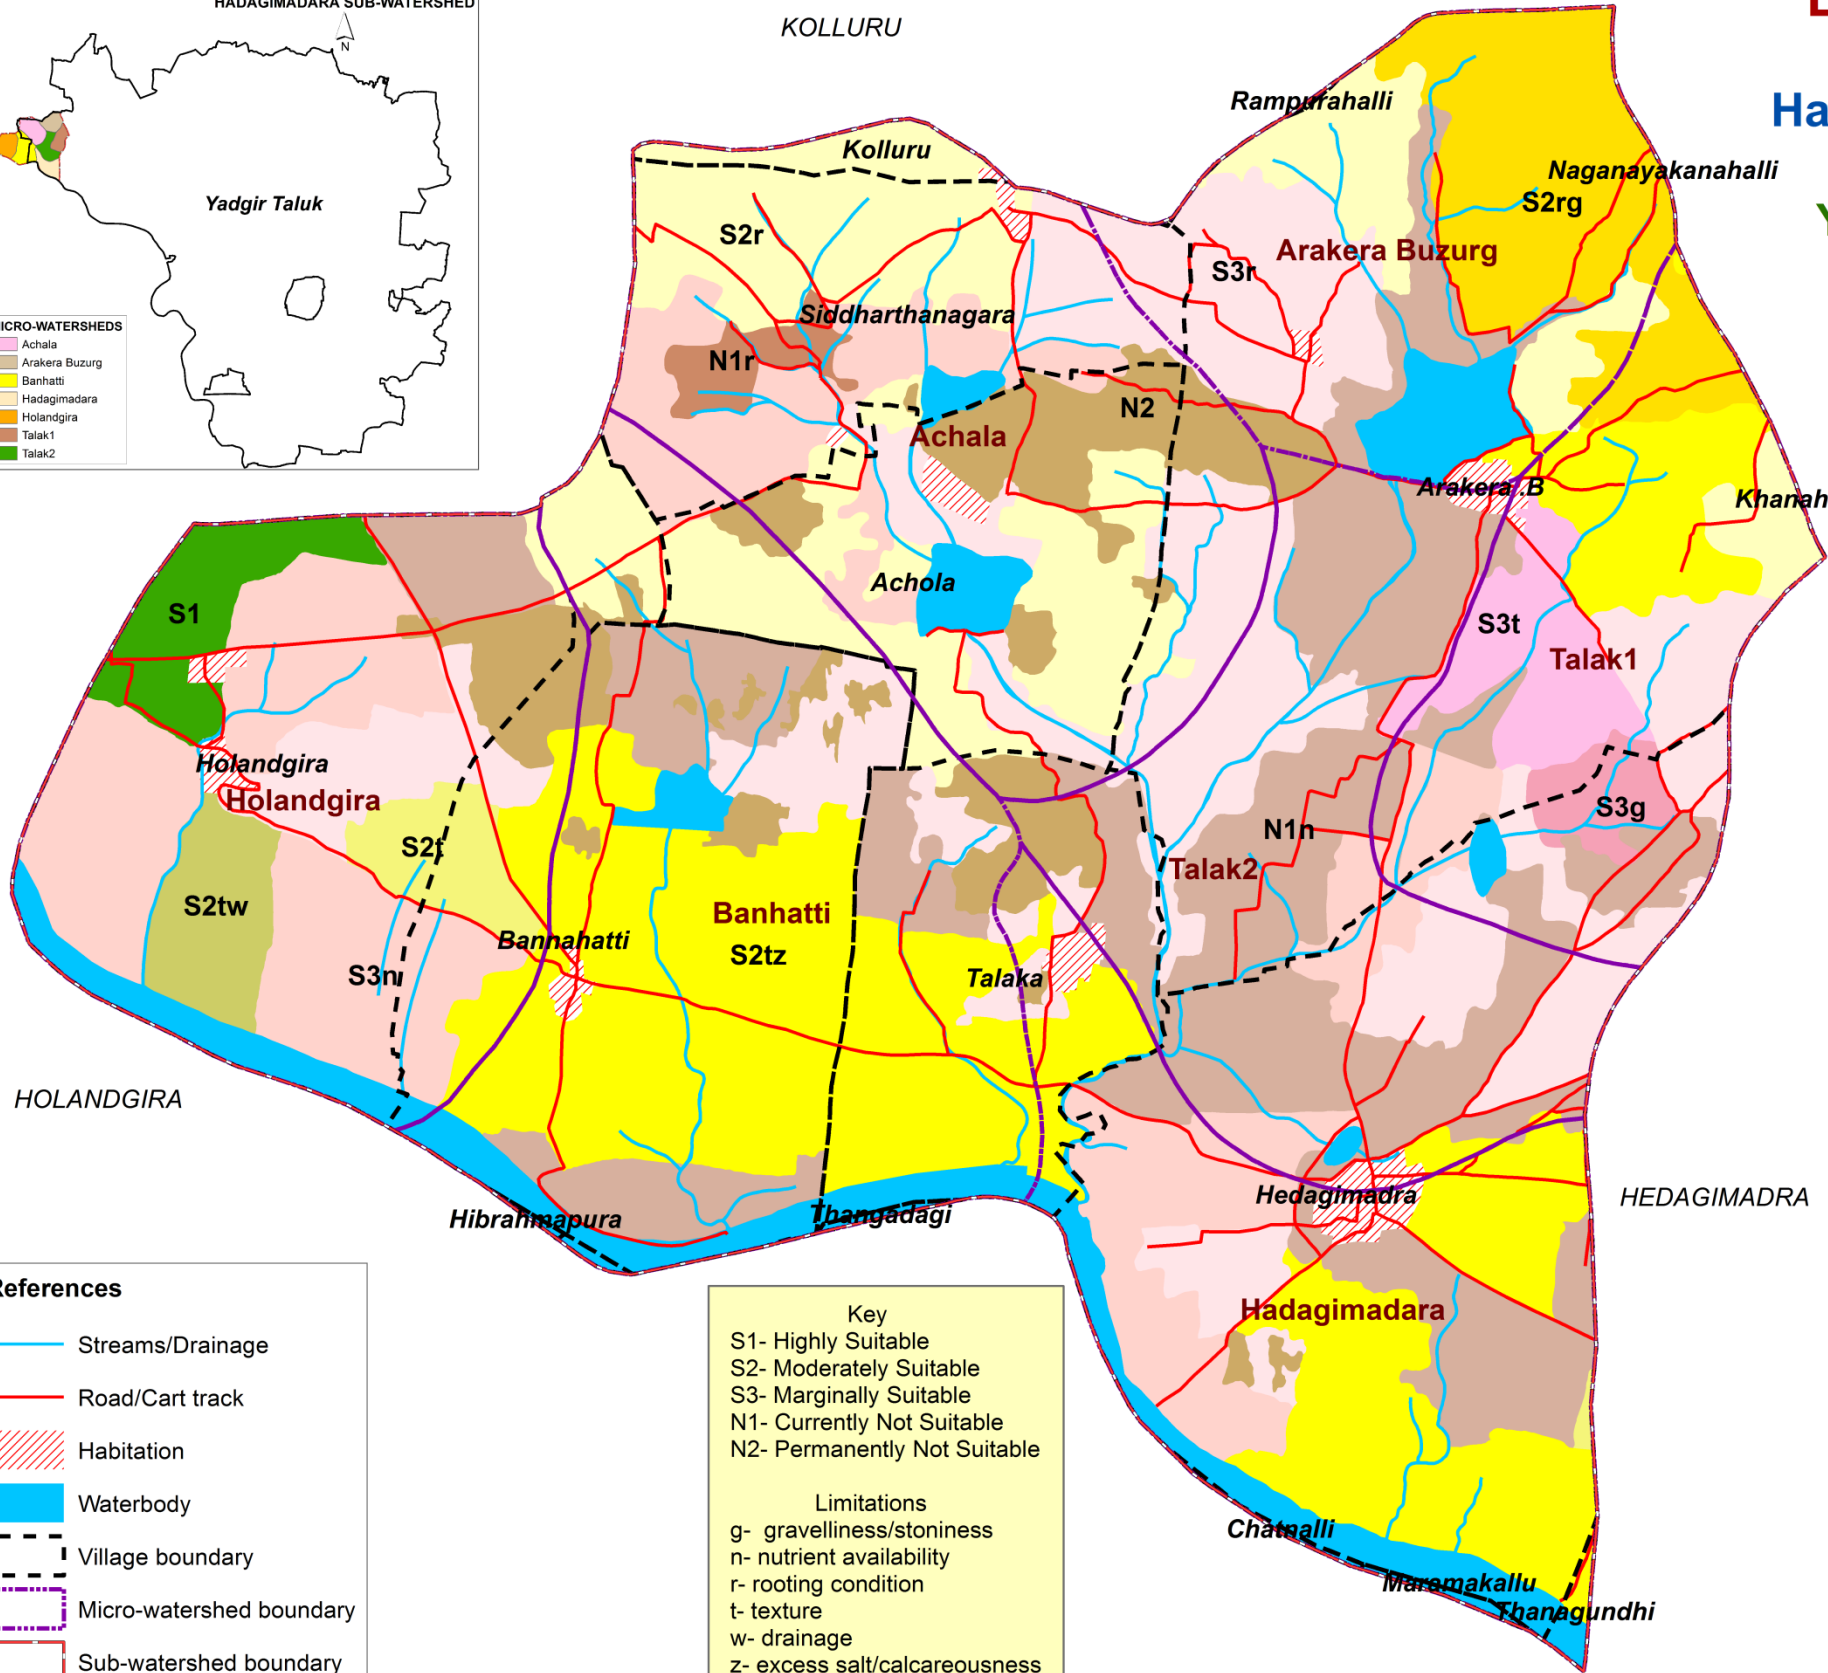 HADAGIMADARA SUB-WATERSHED
N
Yadgir Taluk
MICRO-WATERSHEDS
Achala
Arakera Buzurg
Banhatti
Hadagimadara
Holandgira
Talak1
Talak2
KOLLURU
Rampurahalli
Ha
Kolluru
Naganayakanahalli
S2rg
Y
S2r
Arakera Buzurg
S3r
Siddharthanagara
N1r
N2
Achala
Arakera .B
Khanah
Achola
S1
S3t
Talak1
Holandgira
Holandgira
S3g
N1n
S2t
Talak2
S2tw
Banhatti
Bannahatti
S2tz
S3n
Talaka
HOLANDGIRA
Hedagimadra
HEDAGIMADRA
Hibrahmapura
Thangadagi
Hadagimadara
Chatnalli
Maramakallu
Thanagundhi
References
Streams/Drainage
Road/Cart track
Habitation
Waterbody
Village boundary
Micro-watershed boundary
Sub-watershed boundary
Key
S1- Highly Suitable
S2- Moderately Suitable
S3- Marginally Suitable
N1- Currently Not Suitable
N2- Permanently Not Suitable
Limitations
g- gravelliness/stoniness
n- nutrient availability
r- rooting condition
t- texture
w- drainage
z- excess salt/calcareousness